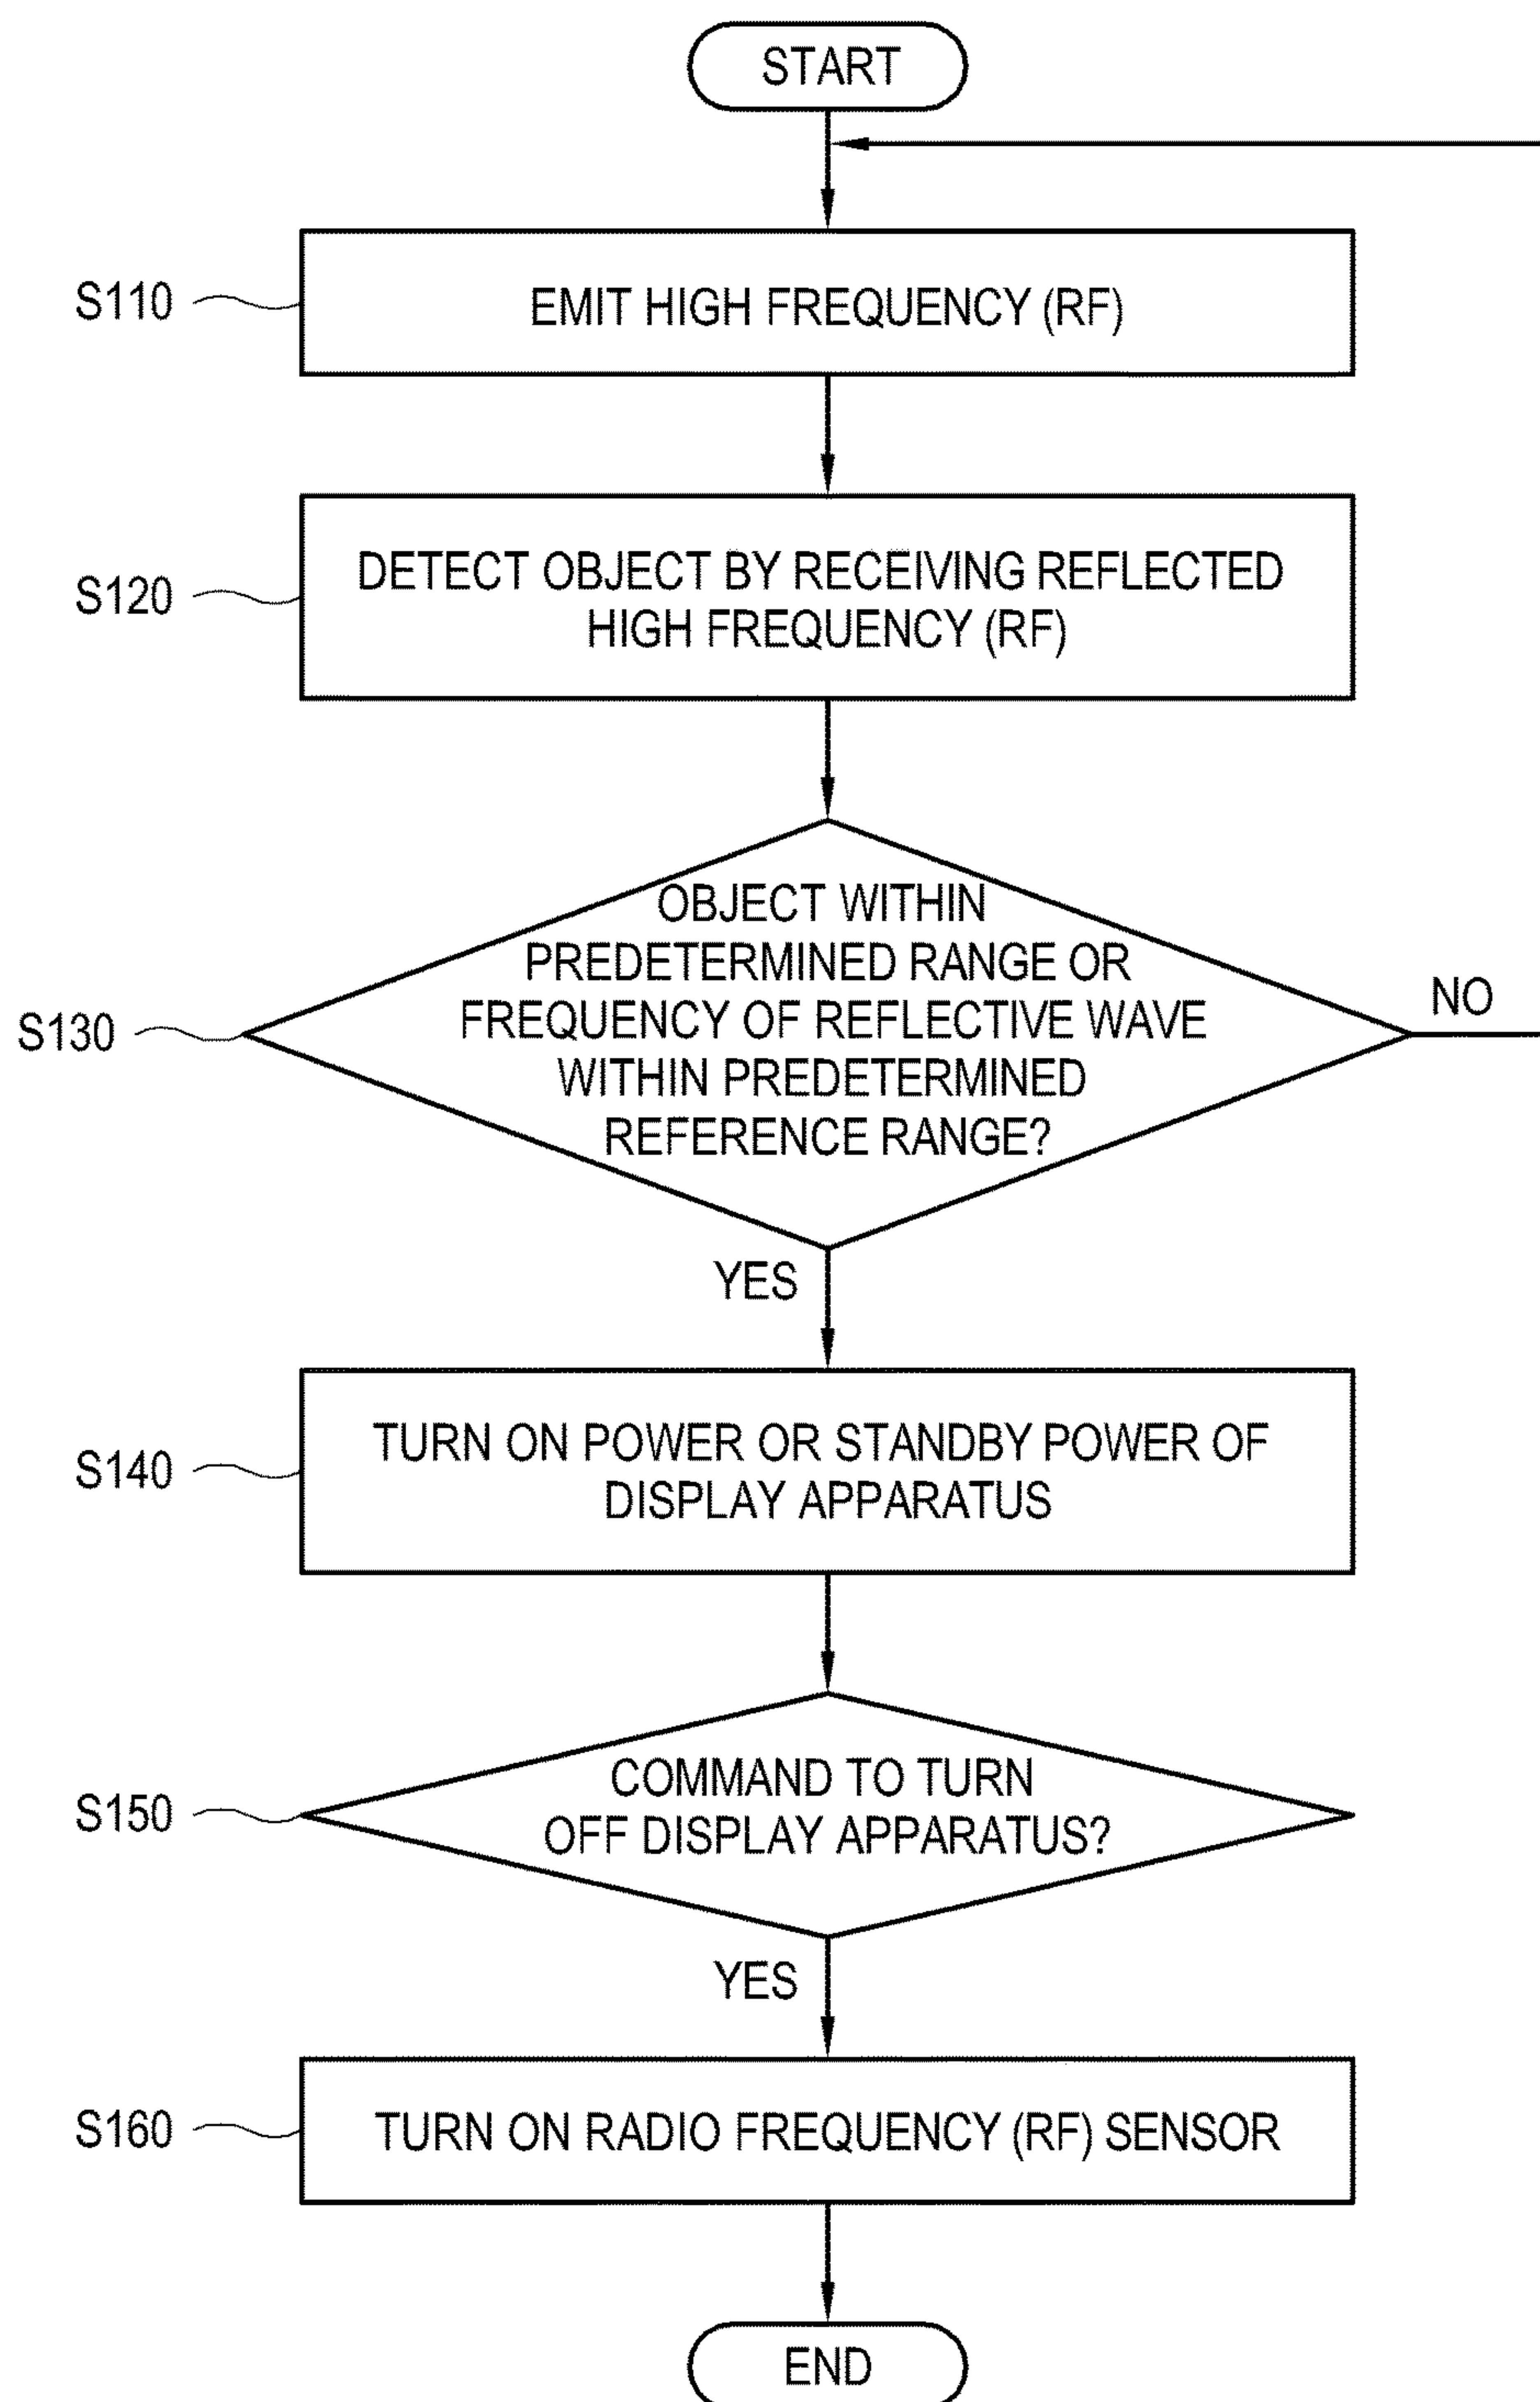 START
S110
EMIT HIGH FREQUENCY (RF)
S120
DETECT OBJECT BY RECEIVING REFLECTED
HIGH FREQUENCY (RF)
S130
OBJECT WITHIN
PREDETERMINED RANGE OR
FREQUENCY OF REFLECTIVE WAVE
WITHIN PREDETERMINED
REFERENCE RANGE?
NO
YES
S140
TURN ON POWER OR STANDBY POWER OF
DISPLAY APPARATUS
S150
COMMAND TO TURN
OFF DISPLAY APPARATUS?
YES
S160
TURN ON RADIO FREQUENCY (RF) SENSOR
END